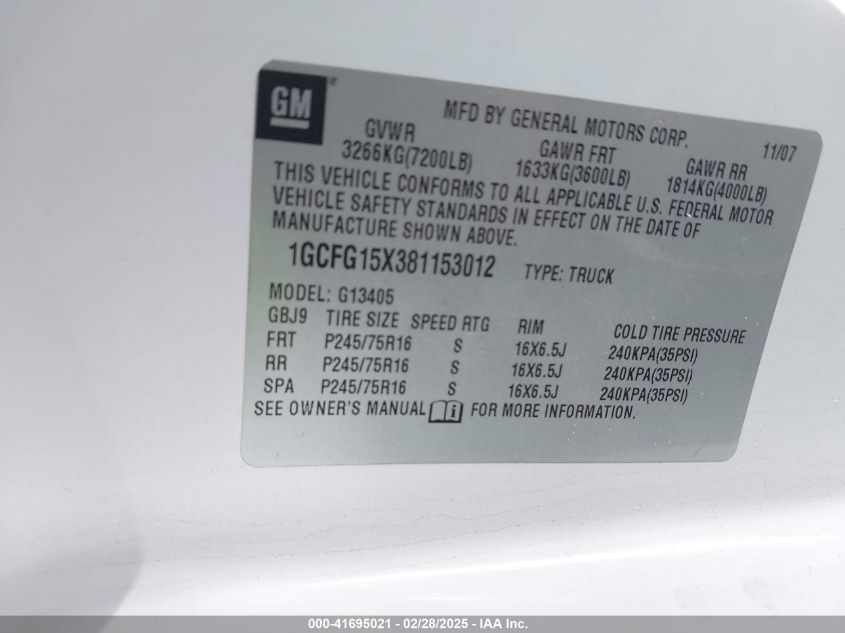 GM®
MFD BY GENERAL MOTORS CORP. 11/07
GVWR GAWR FRT GAWR RR
3266KG(7200LB) 1633KG(3600LB) 1814KG(4000LB)
THIS VEHICLE CONFORMS TO ALL APPLICABLE U.S. FEDERAL MOTOR
VEHICLE SAFETY STANDARDS IN EFFECT ON THE DATE OF
MANUFACTURE SHOWN ABOVE.
1GCFG15X381153012 TYPE: TRUCK
MODEL: G13405
GBJ9 TIRE SIZE SPEED RTG RIM COLD TIRE PRESSURE
FRT P245/75R16 S 16X6.5J 240KPA(35PSI)
RR P245/75R16 S 16X6.5J 240KPA(35PSI)
SPA P245/75R16 S 16X6.5J 240KPA(35PSI)
SEE OWNER'S MANUAL i FOR MORE INFORMATION.
000-41695021 - 02/28/2025 - IAA Inc.